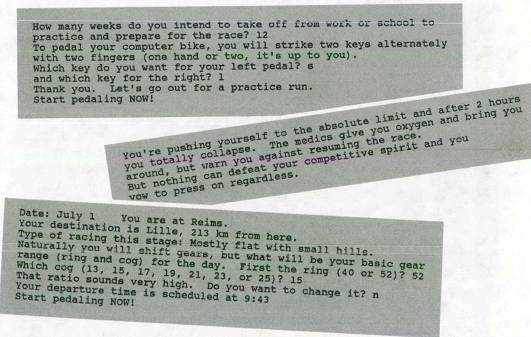 How many weeks do you intend to take off from work or school to
practice and prepare for the race? 12
To pedal your computer bike, you will strike two keys alternately
with two fingers (one hand or two, it's up to you).
Which key do you want for your left pedal? s
and which key for the right? l
Thank you.  Let's go out for a practice run.
Start pedaling NOW!
You're pushing yourself to the absolute limit and after 2 hours
you totally collapse.  The medics give you oxygen and bring you
around, but warn you against resuming the race.
But nothing can defeat your competitive spirit and you
vow to press on regardless.
Date: July 1    You are at Reims.
Your destination is Lille, 213 km from here.
Type of racing this stage: Mostly flat with small hills.
Naturally you will shift gears, but what will be your basic gear
range (ring and cog) for the day.  First the ring (40 or 52)? 52
Which cog (13, 15, 17, 19, 21, 23, or 25)? 15
That ratio sounds very high.  Do you want to change it? n
Your departure time is scheduled at 9:43
Start pedaling NOW!